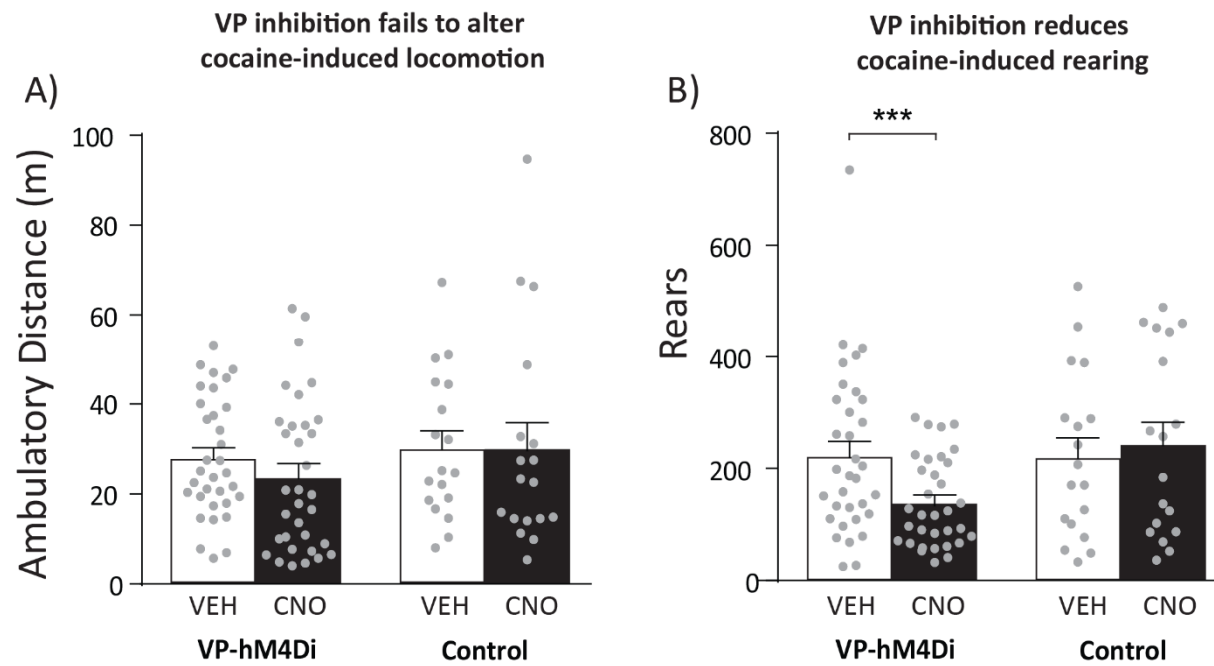 VP inhibition fails to alter
cocaine-induced locomotion
A)
Ambulatory Distance (m)
100
80
60
40
20
0
VEH
CNO
VEH
CNO
VP-hM4Di
Control
VP inhibition reduces
cocaine-induced rearing
B)
Rears
800
600
400
200
0
***
VEH
CNO
VEH
CNO
VP-hM4Di
Control